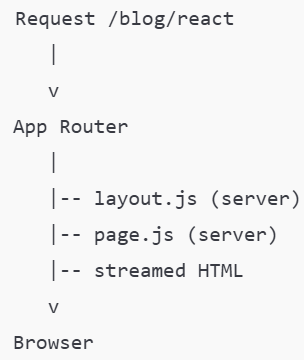 Request /blog/react
|
v
App Router
|
|-- layout.js (server)
|-- page.js (server)
|-- streamed HTML
v
Browser